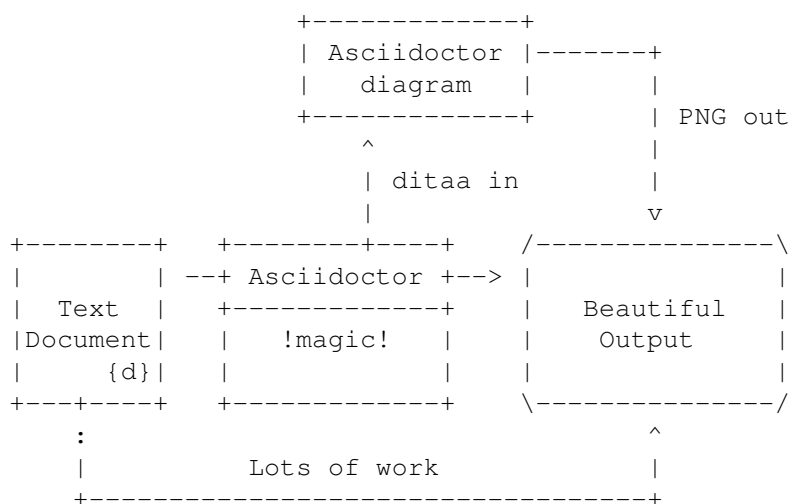 Asciidoctor
diagram
PNG out
ditaa in
Asciidoctor
Text
Document
!magic!
{d}
Beautiful
Output
Lots of work